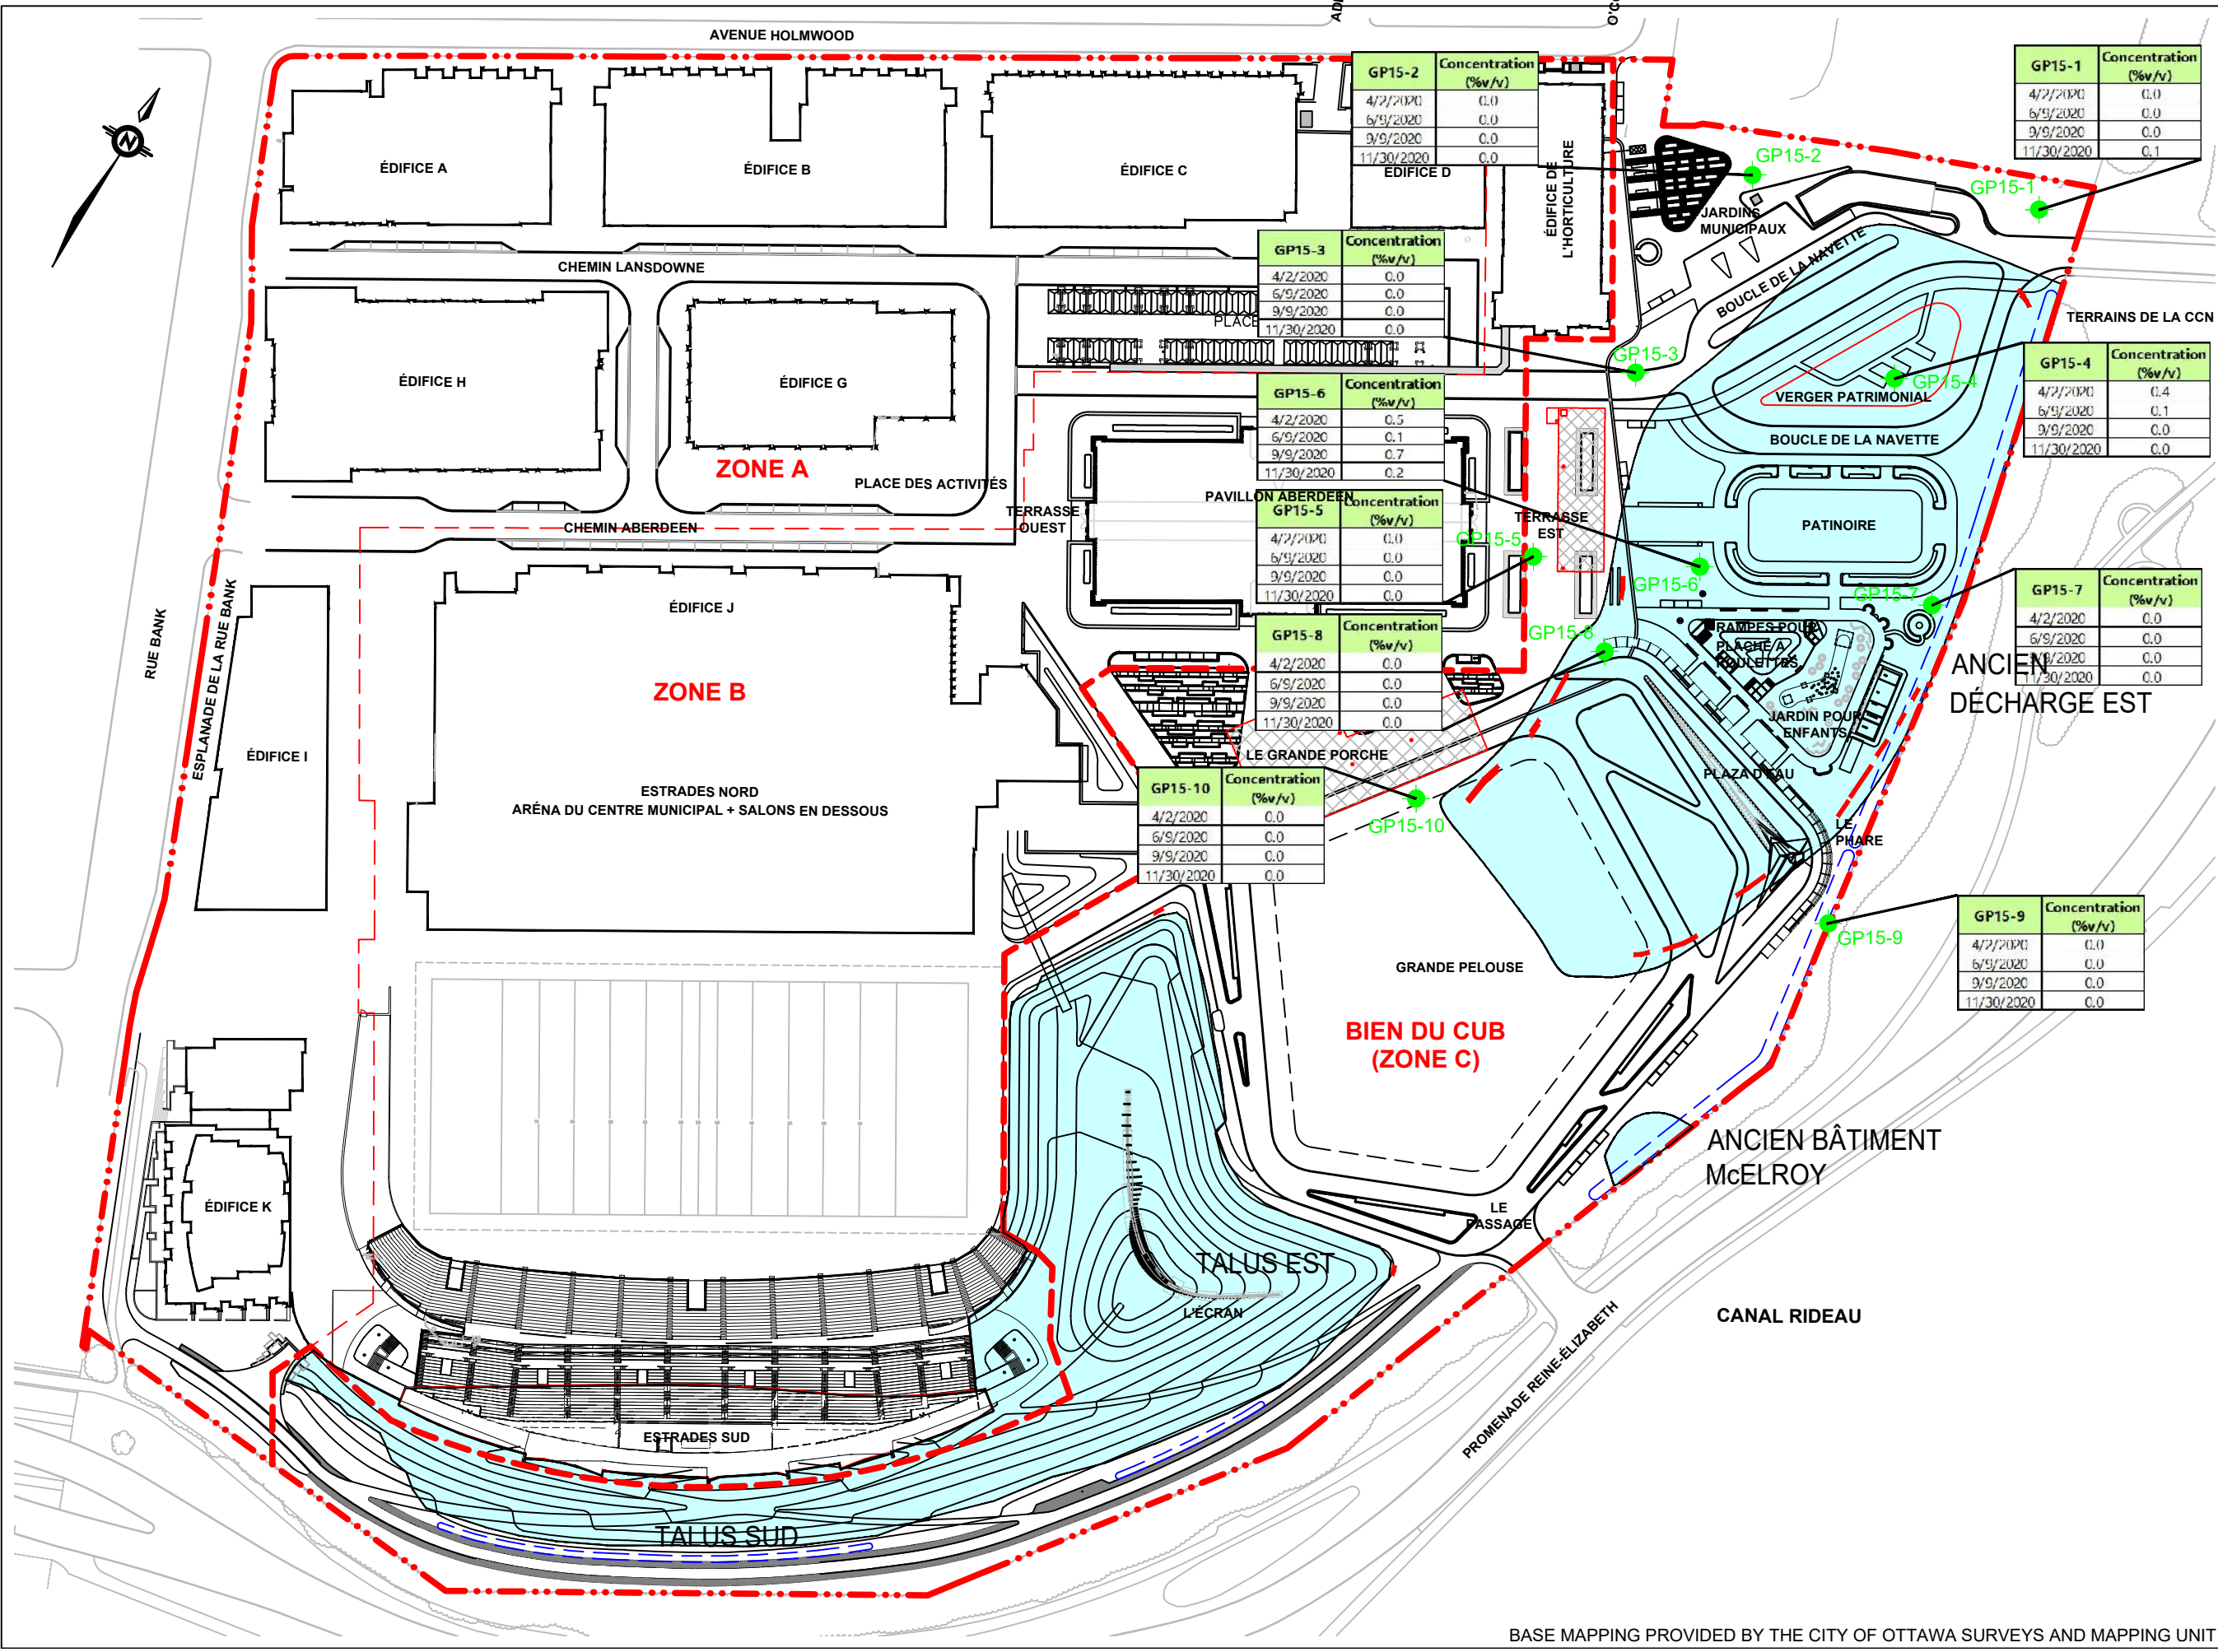 AVENUE HOLMWOOD
N
ÉDIFICE A
ÉDIFICE B
ÉDIFICE C
ÉDIFICE D
ÉDIFICE DE
L'HORTICULTURE
GP15-2 Concentration (%v/v)
4/2/2020 0.0
6/9/2020 0.0
9/9/2020 0.0
11/30/2020 0.0
GP15-1 Concentration (%v/v)
4/2/2020 0.0
6/9/2020 0.0
9/9/2020 0.0
11/30/2020 0.1
GP15-2
GP15-1
JARDINS
MUNICIPAUX
BOUCLE DE LA NAVETTE
CHEMIN LANSDOWNE
GP15-3 Concentration (%v/v)
4/2/2020 0.0
6/9/2020 0.0
9/9/2020 0.0
11/30/2020 0.0
PLACE
GP15-3
TERRAINS DE LA CCN
GP15-4 Concentration (%v/v)
4/2/2020 0.4
6/9/2020 0.1
9/9/2020 0.0
11/30/2020 0.0
GP15-4
VERGER PATRIMONIAL
BOUCLE DE LA NAVETTE
ÉDIFICE H
ÉDIFICE G
GP15-6 Concentration (%v/v)
4/2/2020 0.5
6/9/2020 0.1
9/9/2020 0.7
11/30/2020 0.2
ZONE A
PLACE DES ACTIVITÉS
PAVILLON ABERDEEN
TERRASSE
OUEST
TERRASSE
EST
PATINOIRE
CHEMIN ABERDEEN
GP15-5 Concentration (%v/v)
4/2/2020 0.0
6/9/2020 0.0
9/9/2020 0.0
11/30/2020 0.0
GP15-5
GP15-6
GP15-7
GP15-7 Concentration (%v/v)
4/2/2020 0.0
6/9/2020 0.0
9/9/2020 0.0
11/30/2020 0.0
RUE BANK
ESPLANADE DE LA RUE BANK
ÉDIFICE J
GP15-8 Concentration (%v/v)
4/2/2020 0.0
6/9/2020 0.0
9/9/2020 0.0
11/30/2020 0.0
GP15-8
RAMPES POUR
PLACHE À
ROULETTES
ANCIEN
DÉCHARGE EST
ZONE B
JARDIN POUR
ENFANTS
ÉDIFICE I
LE GRANDE PORCHE
PLAZA D'EAU
ESTRADES NORD
ARÉNA DU CENTRE MUNICIPAL + SALONS EN DESSOUS
GP15-10 Concentration (%v/v)
4/2/2020 0.0
6/9/2020 0.0
9/9/2020 0.0
11/30/2020 0.0
GP15-10
LE
PHARE
GP15-9 Concentration (%v/v)
4/2/2020 0.0
6/9/2020 0.0
9/9/2020 0.0
11/30/2020 0.0
GP15-9
GRANDE PELOUSE
BIEN DU CUB
(ZONE C)
ANCIEN BÂTIMENT
McELROY
ÉDIFICE K
LE
PASSAGE
TALUS EST
L'ÉCRAN
CANAL RIDEAU
PROMENADE REINE-ÉLIZABETH
ESTRADES SUD
TALUS SUD
BASE MAPPING PROVIDED BY THE CITY OF OTTAWA SURVEYS AND MAPPING UNIT